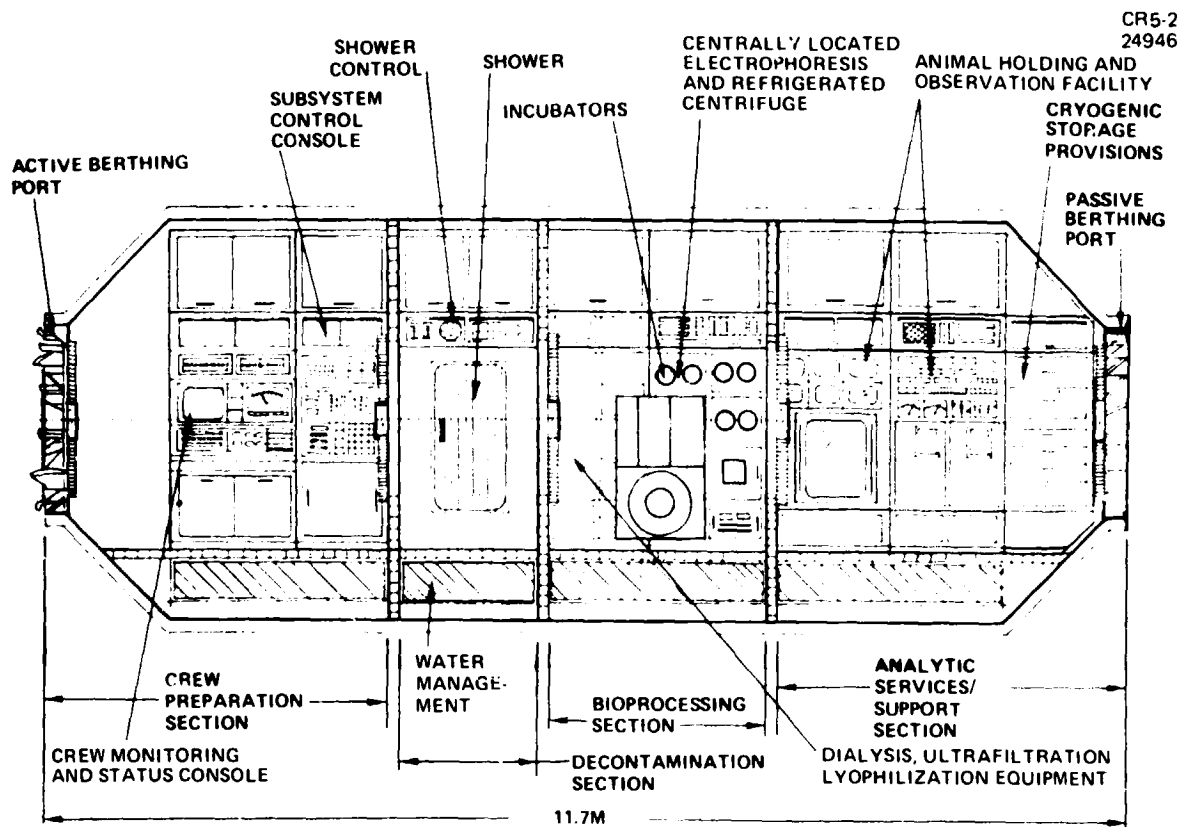 CR5-2
24946
SHOWER
CONTROL
SHOWER
CENTRALLY LOCATED
ELECTROPHORESIS
AND REFRIGERATED
CENTRIFUGE
ANIMAL HOLDING AND
OBSERVATION FACILITY
SUBSYSTEM
CONTROL
CONSOLE
INCUBATORS
CRYOGENIC
STORAGE
PROVISIONS
ACTIVE BERTHING
PORT
PASSIVE
BERTHING
PORT
CREW
PREPARATION
SECTION
WATER
MANAGE-
MENT
BIOPROCESSING
SECTION
ANALYTIC
SERVICES/
SUPPORT
SECTION
CREW MONITORING
AND STATUS CONSOLE
DECONTAMINATION
SECTION
DIALYSIS, ULTRAFILTRATION
LYOPHILIZATION EQUIPMENT
11.7M